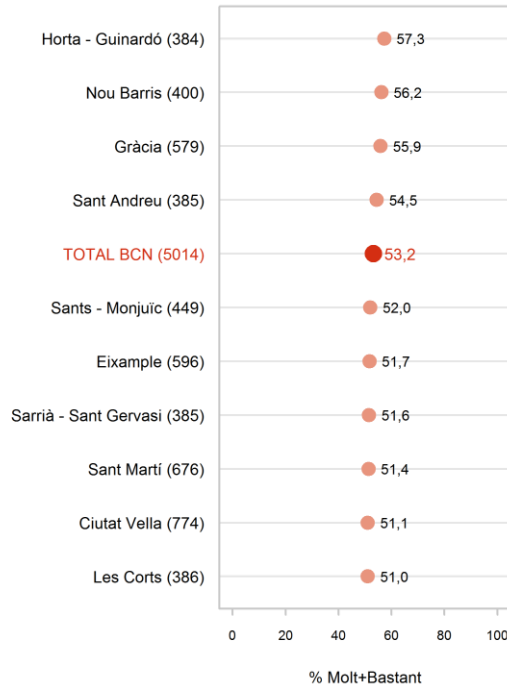 Horta - Guinardó (384) 57,3
Nou Barris (400) 56,2
Gràcia (579) 55,9
Sant Andreu (385) 54,5
TOTAL BCN (5014) 53,2
Sants - Monjuïc (449) 52,0
Eixample (596) 51,7
Sarrià - Sant Gervasi (385) 51,6
Sant Martí (676) 51,4
Ciutat Vella (774) 51,1
Les Corts (386) 51,0
0 20 40 60 80 100
% Molt+Bastant